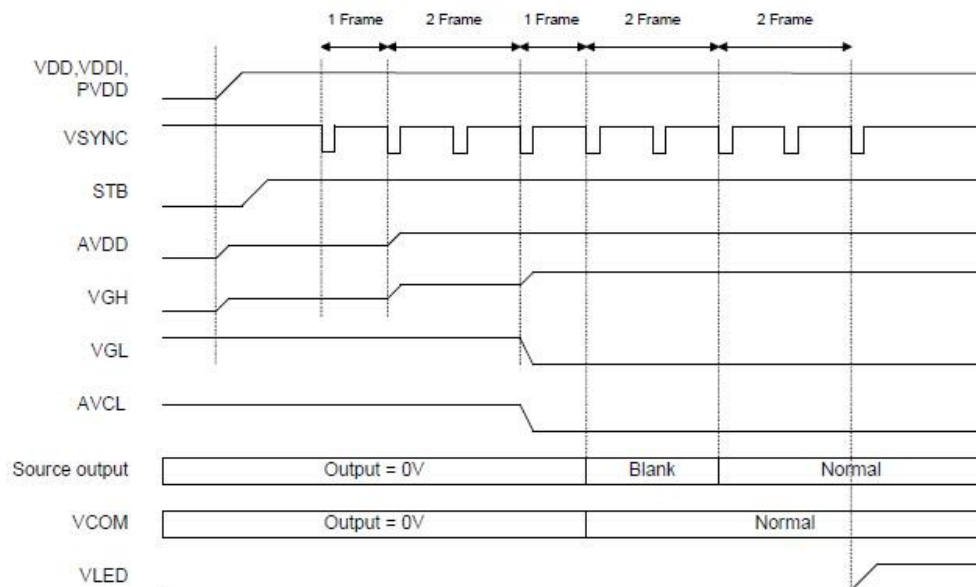 1 Frame 2 Frame 1 Frame 2 Frame 2 Frame
VDD,VDDI,
PVDD
VSYNC
STB
AVDD
VGH
VGL
AVCL
Source output Output = 0V Blank Normal
VCOM Output = 0V Normal
VLED